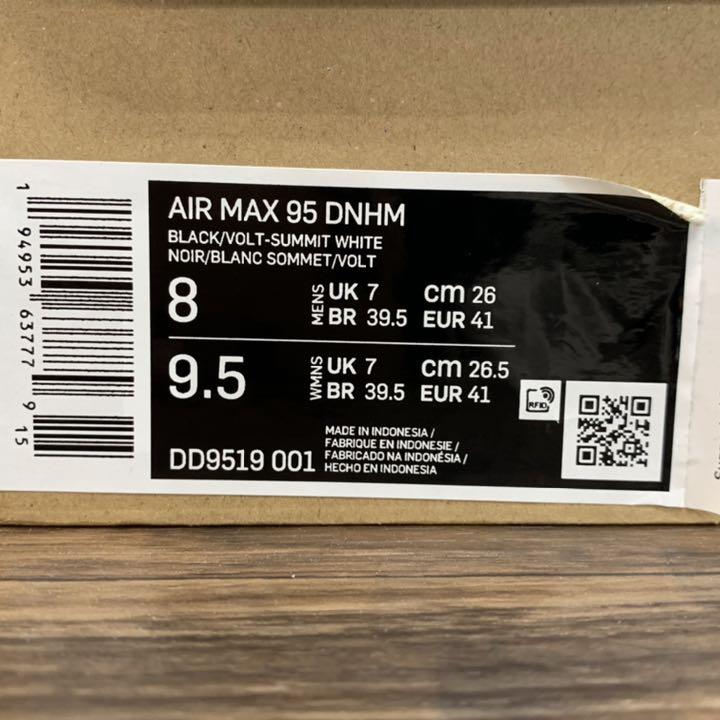 1 94953 63777 9 15
AIR MAX 95 DNHM
BLACK/VOLT-SUMMIT WHITE
NOIR/BLANC SOMMET/VOLT
8 MENS UK 7 cm 26
BR 39.5 EUR 41
9.5 WMNS UK 7 cm 26.5
BR 39.5 EUR 41
RFID
MADE IN INDONESIA /
FABRIQUE EN INDONESIE /
FABRICADO NA INDONÉSIA /
HECHO EN INDONESIA
DD9519 001